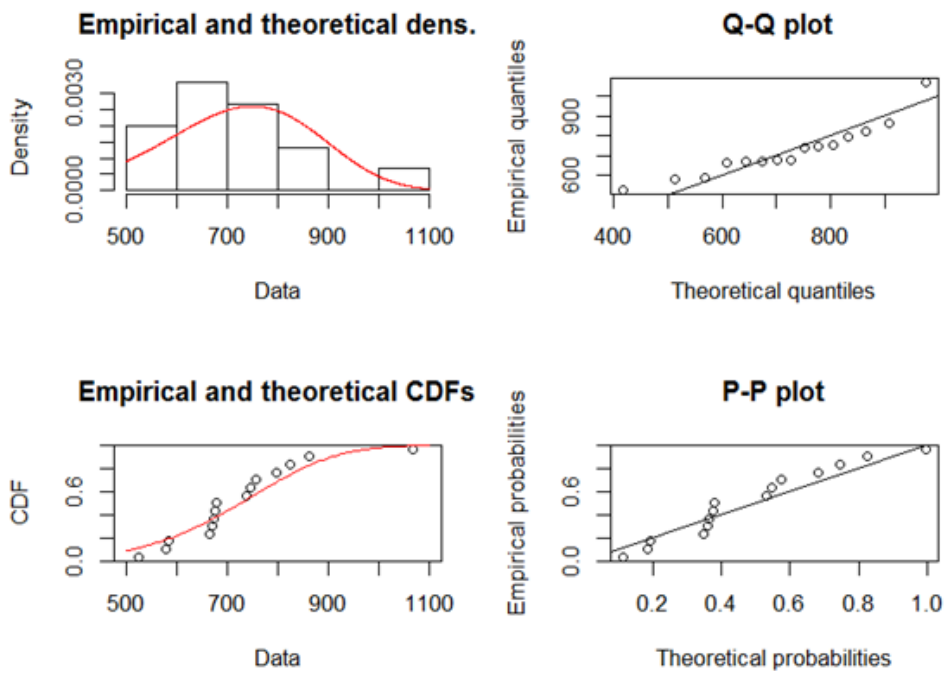 Empirical and theoretical dens.
Density
0.0000 0.0030
500 700 900 1100
Data
Q-Q plot
Empirical quantiles
600 900
400 600 800
Theoretical quantiles
Empirical and theoretical CDFs
CDF
0.0 0.6
500 700 900 1100
Data
P-P plot
Empirical probabilities
0.0 0.6
0.2 0.4 0.6 0.8 1.0
Theoretical probabilities